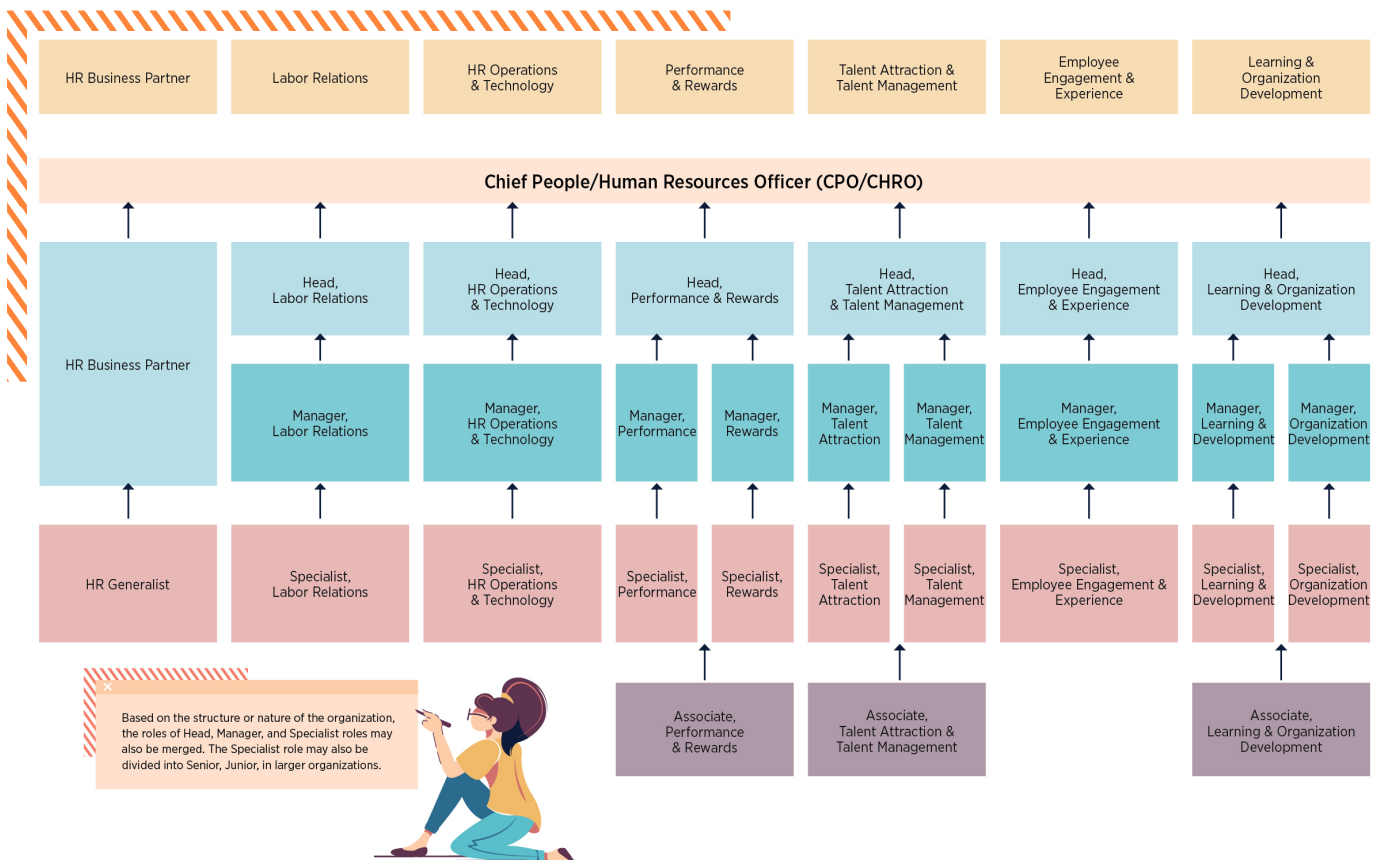 HR Business Partner
Labor Relations
HR Operations
& Technology
Performance
& Rewards
Talent Attraction &
Talent Management
Employee
Engagement &
Experience
Learning &
Organization
Development
Chief People/Human Resources Officer (CPO/CHRO)
HR Business Partner
Head,
Labor Relations
Head,
HR Operations
& Technology
Head,
Performance & Rewards
Head,
Talent Attraction
& Talent Management
Head,
Employee Engagement
& Experience
Head,
Learning & Organization
Development
Manager,
Labor Relations
Manager,
HR Operations
& Technology
Manager,
Performance
Manager,
Rewards
Manager,
Talent
Attraction
Manager,
Talent
Management
Manager,
Employee Engagement
& Experience
Manager,
Learning &
Development
Manager,
Organization
Development
HR Generalist
Specialist,
Labor Relations
Specialist,
HR Operations
& Technology
Specialist,
Performance
Specialist,
Rewards
Specialist,
Talent
Attraction
Specialist,
Talent
Management
Specialist,
Employee Engagement &
Experience
Specialist,
Learning &
Development
Specialist,
Organization
Development
Associate,
Performance
& Rewards
Associate,
Talent Attraction &
Talent Management
Associate,
Learning & Organization
Development
Based on the structure or nature of the organization,
the roles of Head, Manager, and Specialist roles may
also be merged. The Specialist role may also be
divided into Senior, Junior, in larger organizations.